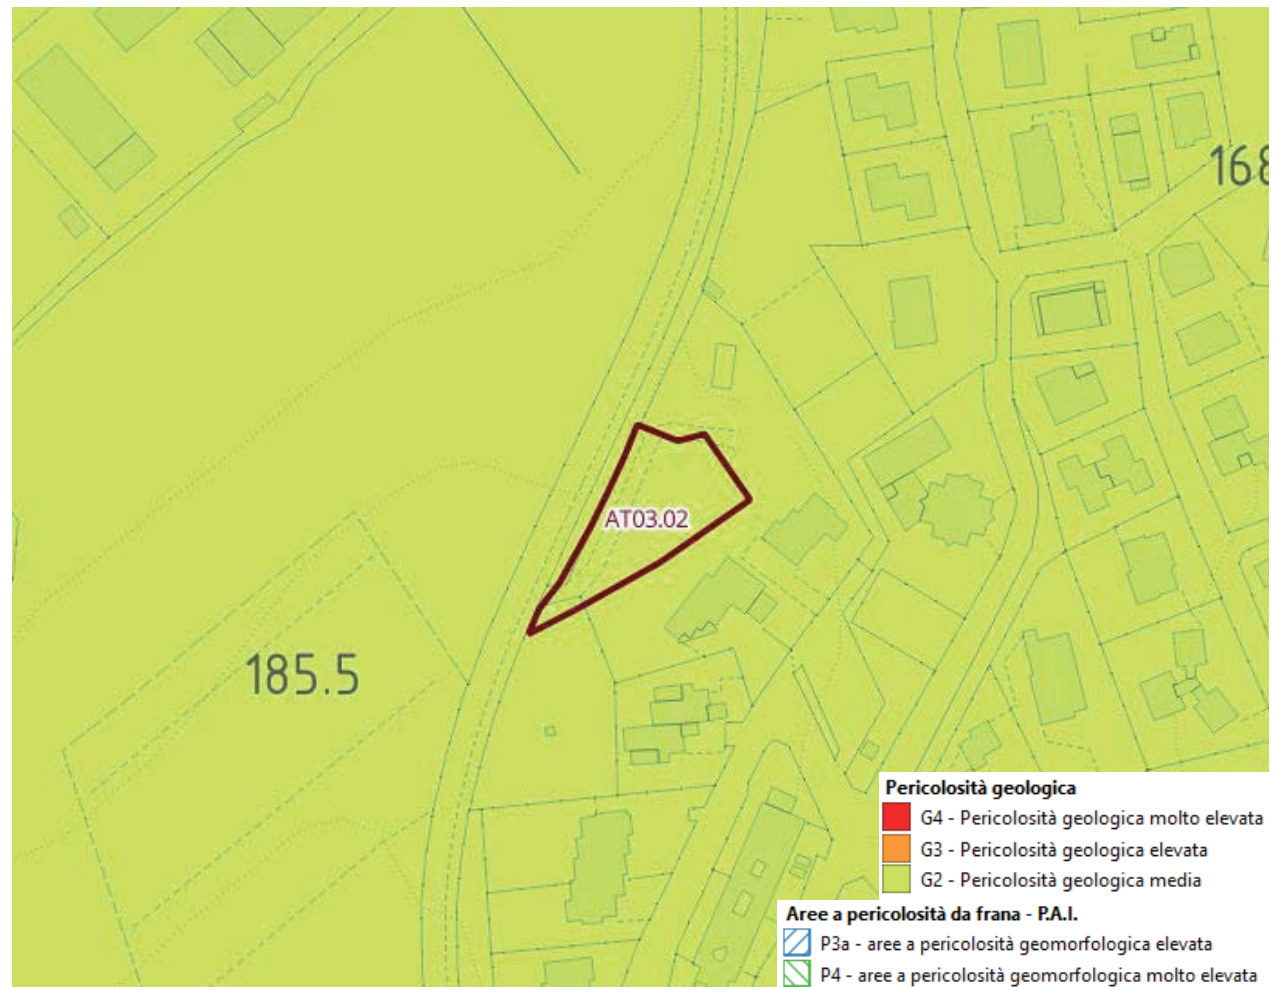 168
AT03.02
185.5
Pericolosità geologica
G4 - Pericolosità geologica molto elevata
G3 - Pericolosità geologica elevata
G2 - Pericolosità geologica media
Aree a pericolosità da frana - P.A.I.
P3a - aree a pericolosità geomorfologica elevata
P4 - aree a pericolosità geomorfologica molto elevata